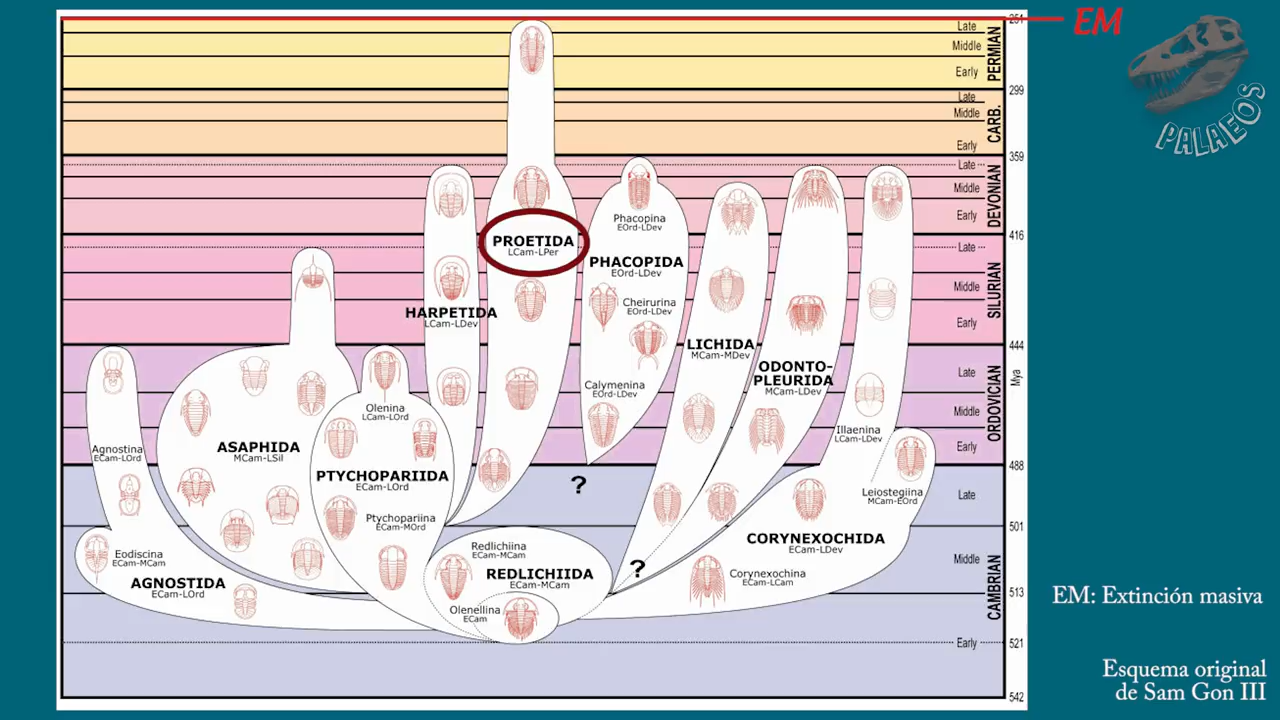 251
EM
Late
Middle
Early
PERMIAN
299
Late
Middle
Early
CARB.
359
Late
Middle
Early
DEVONIAN
416
Late
Middle
Early
SILURIAN
444
Mya
Late
Middle
Early
ORDOVICIAN
488
Late
501
Middle
513
CAMBRIAN
Early
521
542
PALAEOS
PROETIDA
LCam-LPer
Phacopina
EOrd-LDev
PHACOPIDA
EOrd-LDev
Cheirurina
EOrd-LDev
Calymenina
EOrd-LDev
HARPETIDA
LCam-LDev
LICHIDA
MCam-MDev
ODONTO-
PLEURIDA
MCam-LDev
Illaenina
LCam-LDev
Leiostegiina
MCam-EOrd
CORYNEXOCHIDA
ECam-LDev
Corynexochina
ECam-LCam
Olenina
LCam-LOrd
ASAPHIDA
MCam-LSil
PTYCHOPARIIDA
ECam-LOrd
Ptychopariina
ECam-MOrd
Agnostina
ECam-LOrd
Eodiscina
ECam-MCam
AGNOSTIDA
ECam-LOrd
Redlichiina
ECam-MCam
REDLICHIIDA
ECam-MCam
Olenellina
ECam
?
?
EM: Extinción masiva
Esquema original
de Sam Gon III